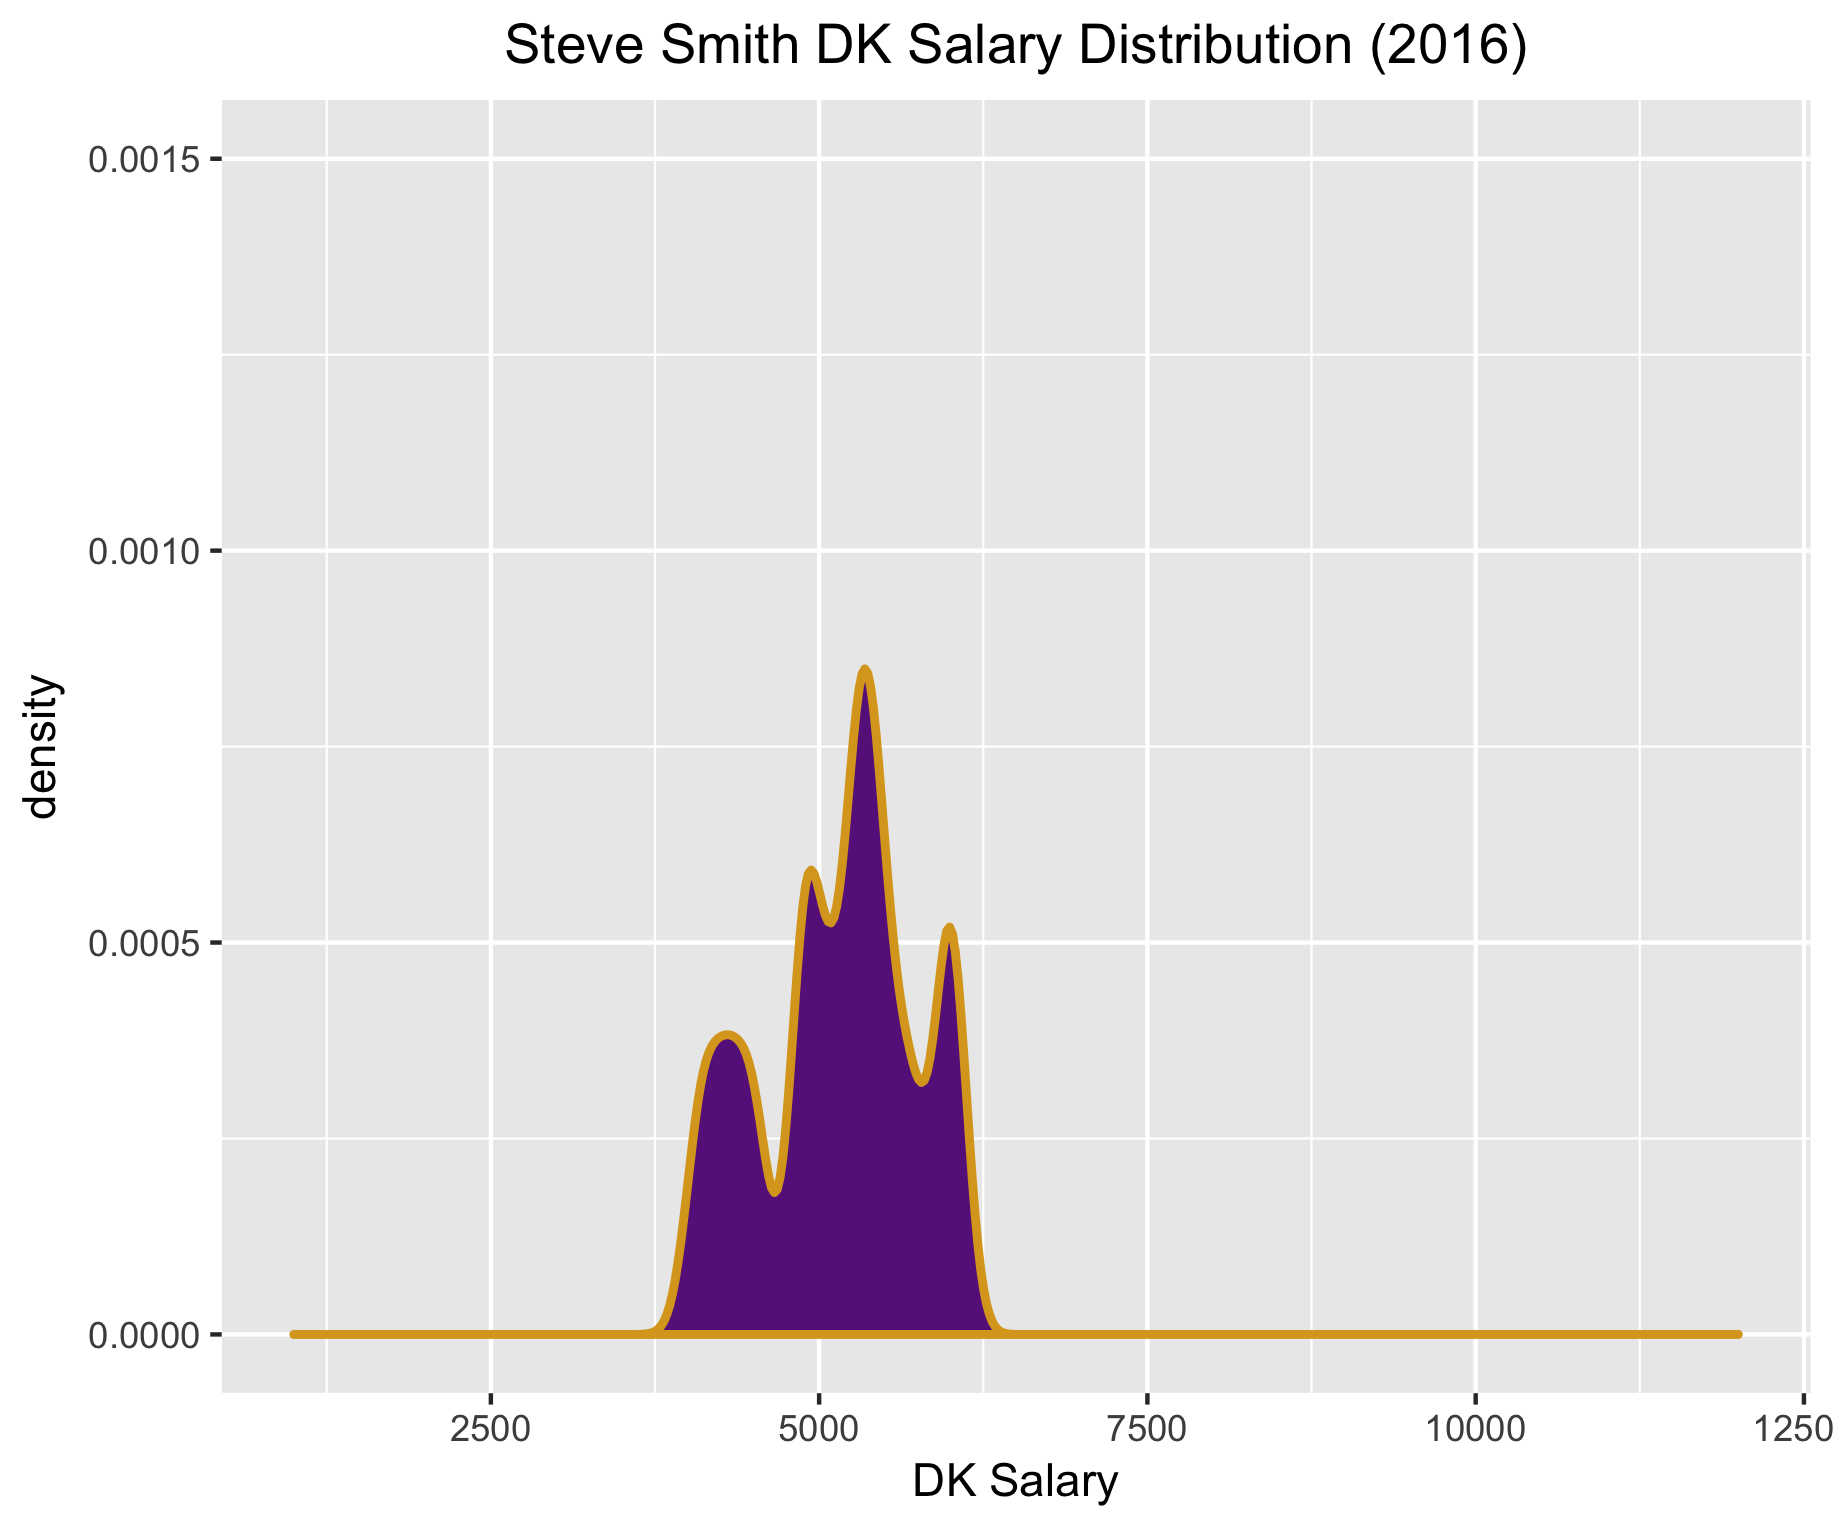 Steve Smith DK Salary Distribution (2016)
0.0015
0.0010
0.0005
0.0000
density
2500 5000 7500 10000 1250
DK Salary